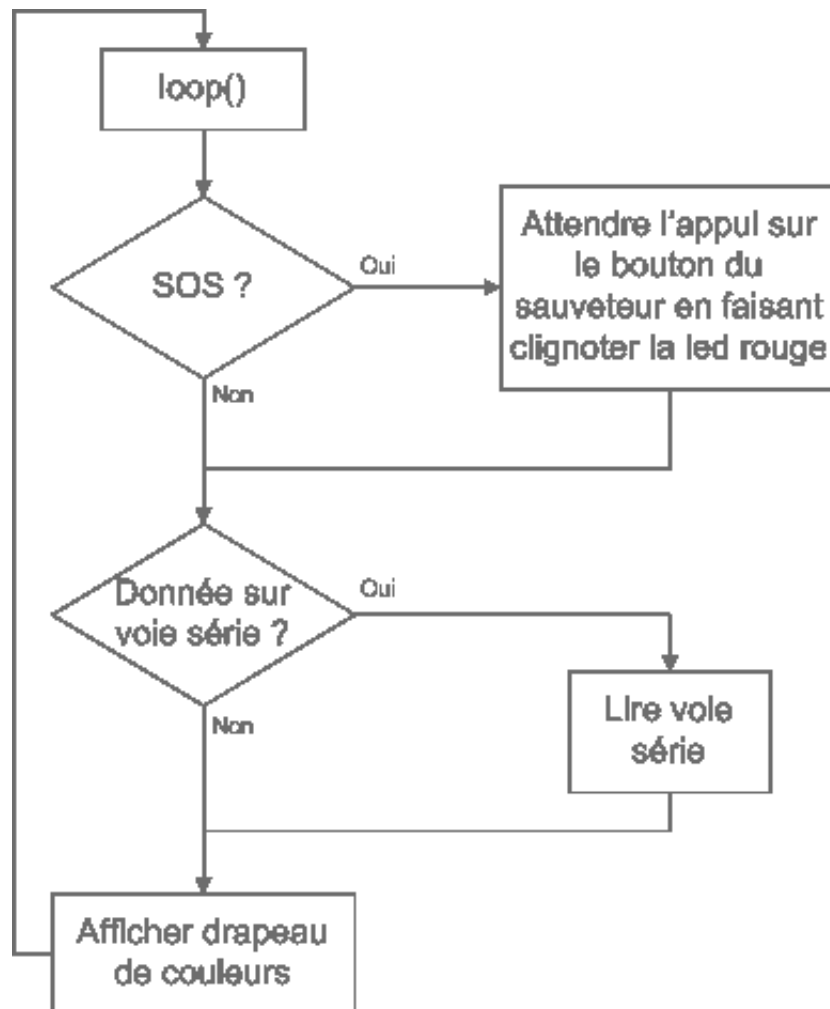 loop()
SOS ?
Oui
Attendre l'appui sur
le bouton du
sauveteur en faisant
clignoter la led rouge
Non
Donnée sur
voie série ?
Oui
Lire voie
série
Non
Afficher drapeau
de couleurs